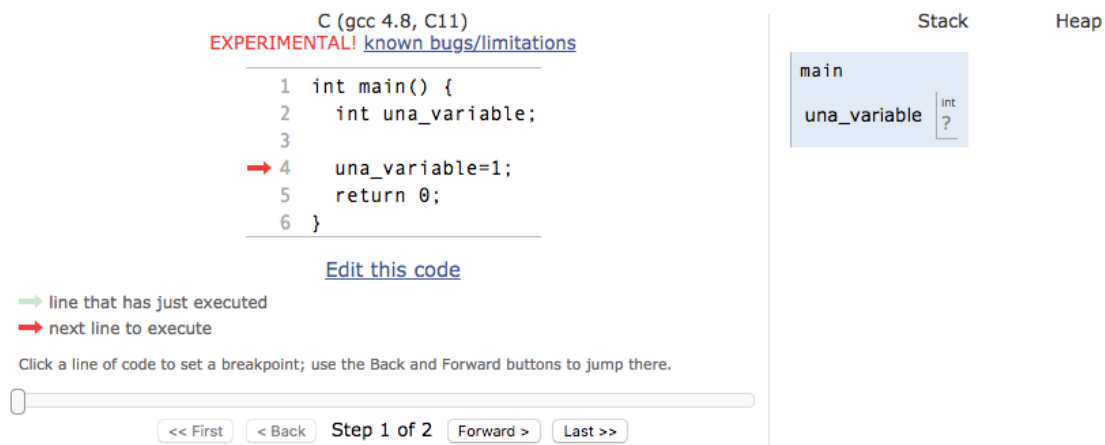 C (gcc 4.8, C11)
EXPERIMENTAL! known bugs/limitations
1 int main() {
2   int una_variable;
3
4   una_variable=1;
5   return 0;
6 }
Edit this code
line that has just executed
next line to execute
Click a line of code to set a breakpoint; use the Back and Forward buttons to jump there.
<< First < Back Step 1 of 2 Forward > Last >>
Stack Heap
main
int
una_variable ?